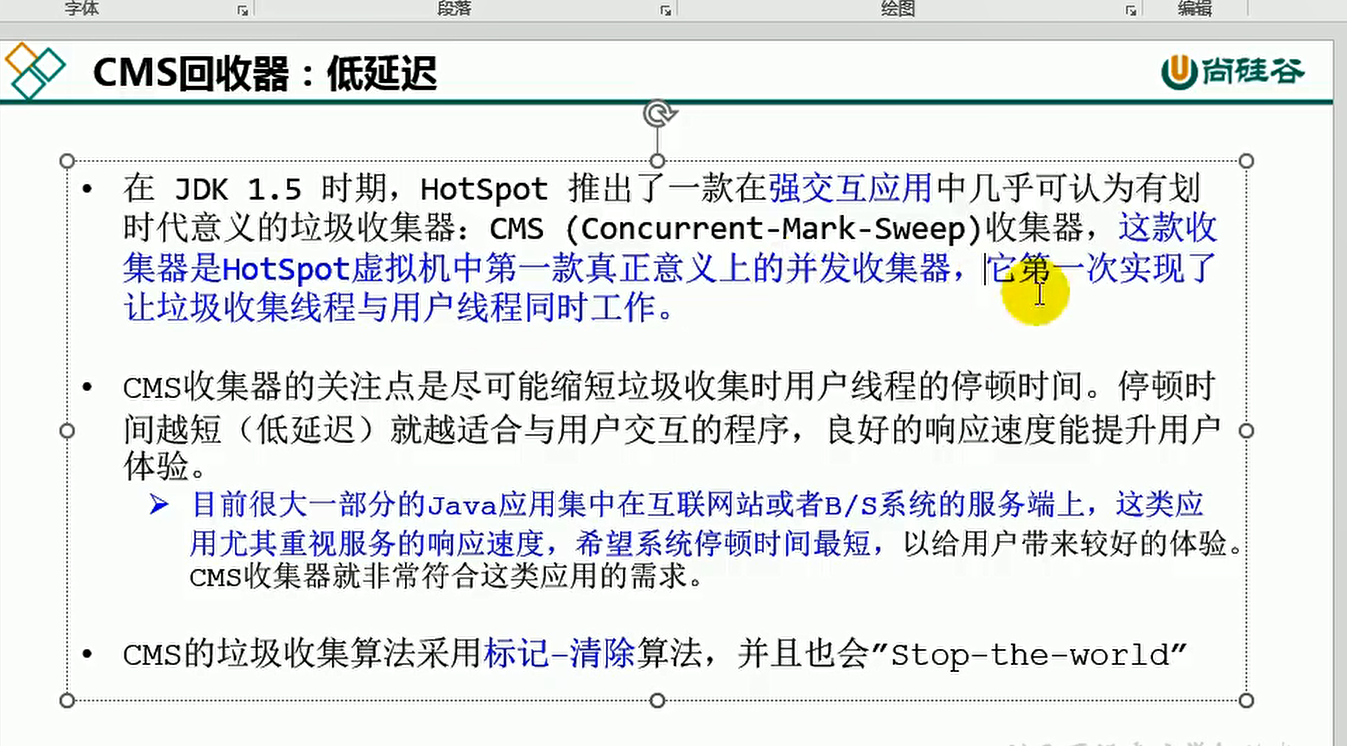 字体
段落
绘图
编辑
CMS回收器：低延迟
尚硅谷
• 在 JDK 1.5 时期，HotSpot 推出了一款在强交互应用中几乎可认为有划
时代意义的垃圾收集器：CMS (Concurrent-Mark-Sweep)收集器，这款收
集器是HotSpot虚拟机中第一款真正意义上的并发收集器，它第一次实现了
让垃圾收集线程与用户线程同时工作。
• CMS收集器的关注点是尽可能缩短垃圾收集时用户线程的停顿时间。停顿时
间越短（低延迟）就越适合与用户交互的程序，良好的响应速度能提升用户
体验。
➢ 目前很大一部分的Java应用集中在互联网站或者B/S系统的服务端上，这类应
用尤其重视服务的响应速度，希望系统停顿时间最短，以给用户带来较好的体验。
CMS收集器就非常符合这类应用的需求。
• CMS的垃圾收集算法采用标记-清除算法，并且也会”Stop-the-world”